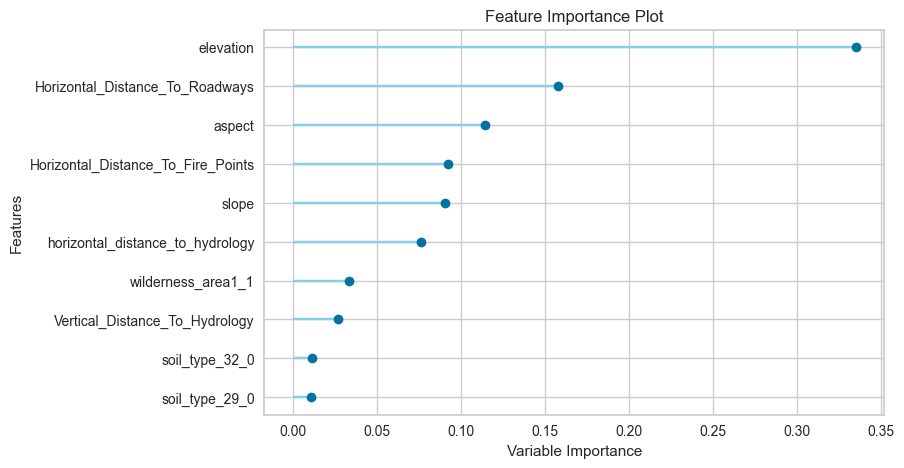 Feature Importance Plot
Features
elevation
Horizontal_Distance_To_Roadways
aspect
Horizontal_Distance_To_Fire_Points
slope
horizontal_distance_to_hydrology
wilderness_area1_1
Vertical_Distance_To_Hydrology
soil_type_32_0
soil_type_29_0
0.00 0.05 0.10 0.15 0.20 0.25 0.30 0.35
Variable Importance